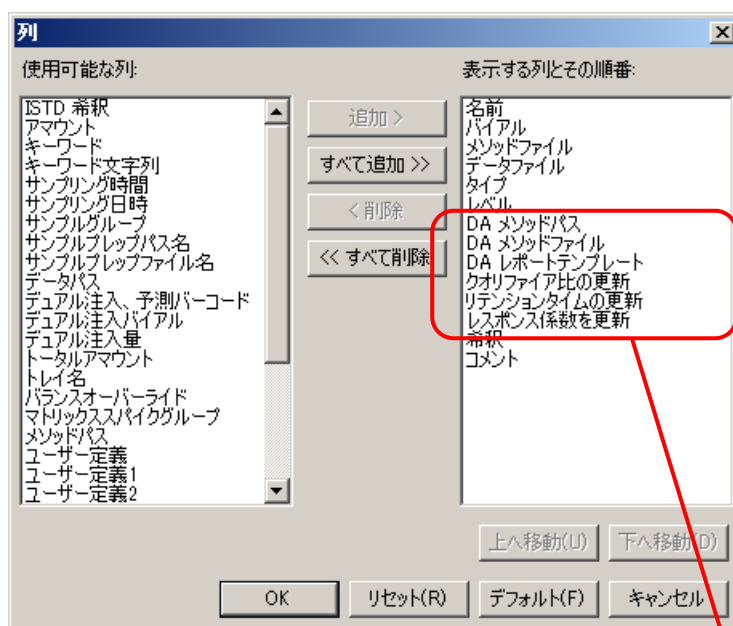 列
使用可能な列:
ISTD 希釈
アマウント
キーワード
キーワード文字列
サンプリング時間
サンプリング日時
サンプルグループ
サンプルプレップパス名
サンプルプレップファイル名
データパス
デュアル注入、予測バーコード
デュアル注入バイアル
デュアル注入量
トータルアマウント
トレイ名
バランスオーバーライド
マトリックススパイクグループ
メソッドパス
ユーザー定義
ユーザー定義1
ユーザー定義2
追加 >
すべて追加 >>
< 削除
<< すべて削除
表示する列とその順番:
名前
バイアル
メソッドファイル
データファイル
タイプ
レベル
DA メソッドパス
DA メソッドファイル
DA レポートテンプレート
クオリファイア比の更新
リテンションタイムの更新
レスポンス係数を更新
希釈
コメント
上へ移動(U)
下へ移動(D)
OK
リセット(R)
デフォルト(F)
キャンセル